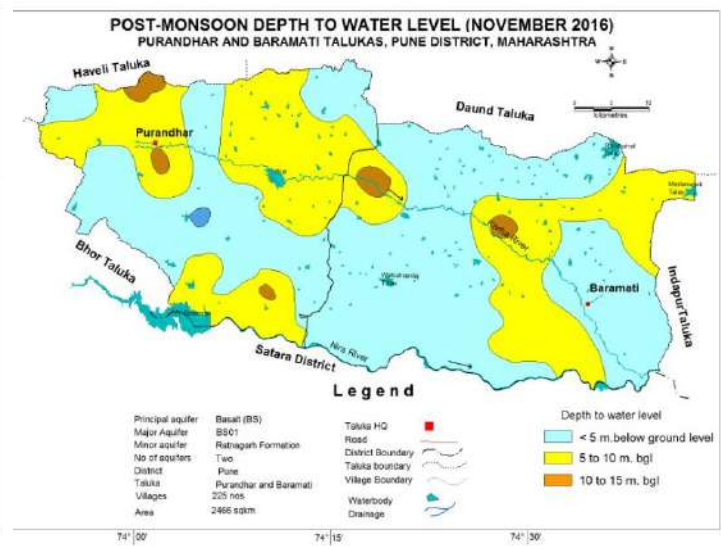 POST-MONSOON DEPTH TO WATER LEVEL (NOVEMBER 2016)
PURANDHAR AND BARAMATI TALUKAS, PUNE DISTRICT, MAHARASHTRA
Haveli Taluka
Daund Taluka
kilometres
Purandhar
Bhor Taluka
Baramati
IndapurTaluka
Nira River
Satara District
Legend
Principal aquifer Basalt (BS)
Major Aquifer BS01
Minor aquifer Ratnagarh Formation
No of aquifers Two
District Pune
Taluka Purandhar and Baramati
Villages 225 nos
Area 2466 sqkm
Taluka HQ
Road
District Boundary
Taluka boundary
Village Boundary
Waterbody
Drainage
Depth to water level
< 5 m.below ground level
5 to 10 m. bgl
10 to 15 m. bgl
74° 00' 74° 15' 74° 30'